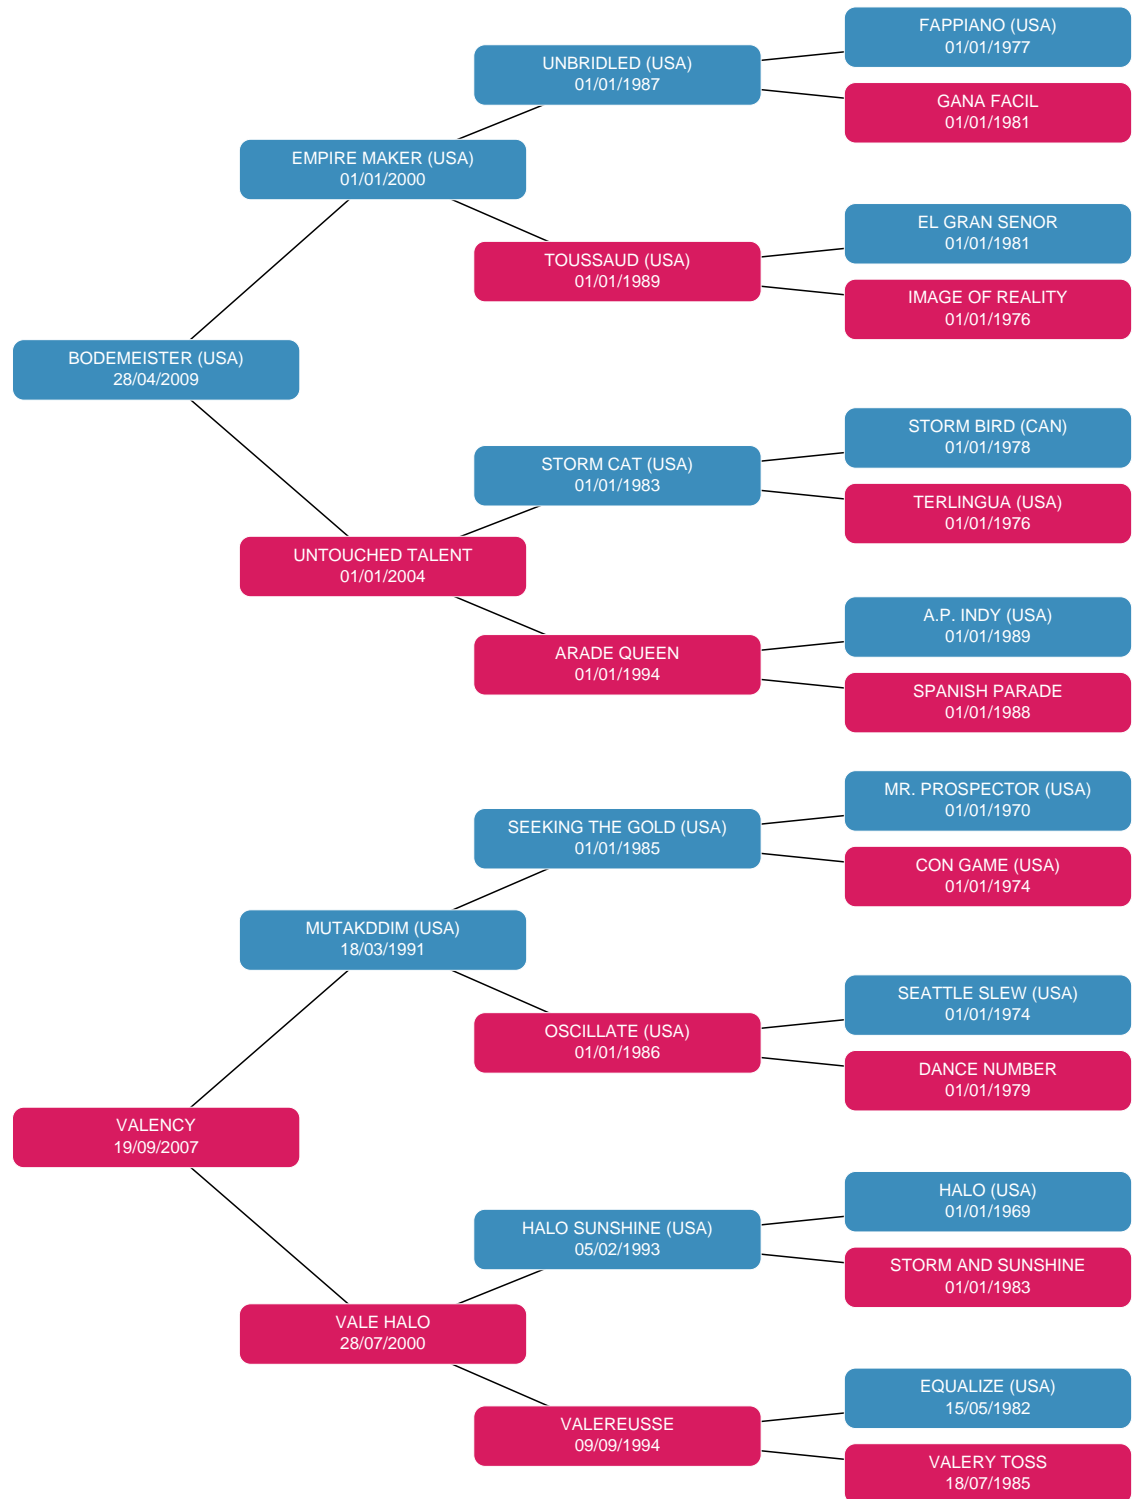 FAPPIANO (USA)
01/01/1977
UNBRIDLED (USA)
01/01/1987
GANA FACIL
01/01/1981
EMPIRE MAKER (USA)
01/01/2000
EL GRAN SENOR
01/01/1981
TOUSSAUD (USA)
01/01/1989
IMAGE OF REALITY
01/01/1976
BODEMEISTER (USA)
28/04/2009
STORM BIRD (CAN)
01/01/1978
STORM CAT (USA)
01/01/1983
TERLINGUA (USA)
01/01/1976
UNTOUCHED TALENT
01/01/2004
A.P. INDY (USA)
01/01/1989
ARADE QUEEN
01/01/1994
SPANISH PARADE
01/01/1988
MR. PROSPECTOR (USA)
01/01/1970
SEEKING THE GOLD (USA)
01/01/1985
CON GAME (USA)
01/01/1974
MUTAKDDIM (USA)
18/03/1991
SEATTLE SLEW (USA)
01/01/1974
OSCILLATE (USA)
01/01/1986
DANCE NUMBER
01/01/1979
VALENCY
19/09/2007
HALO (USA)
01/01/1969
HALO SUNSHINE (USA)
05/02/1993
STORM AND SUNSHINE
01/01/1983
VALE HALO
28/07/2000
EQUALIZE (USA)
15/05/1982
VALEREUSSE
09/09/1994
VALERY TOSS
18/07/1985